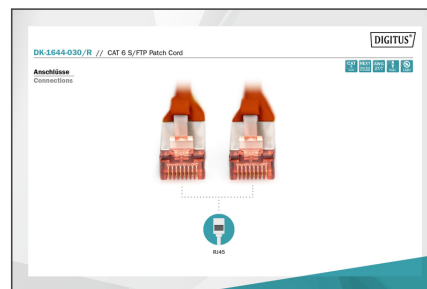 DIGITUS®
DK-1644-030/R // CAT 6 S/FTP Patch Cord
Anschlüsse
Connections
RJ45